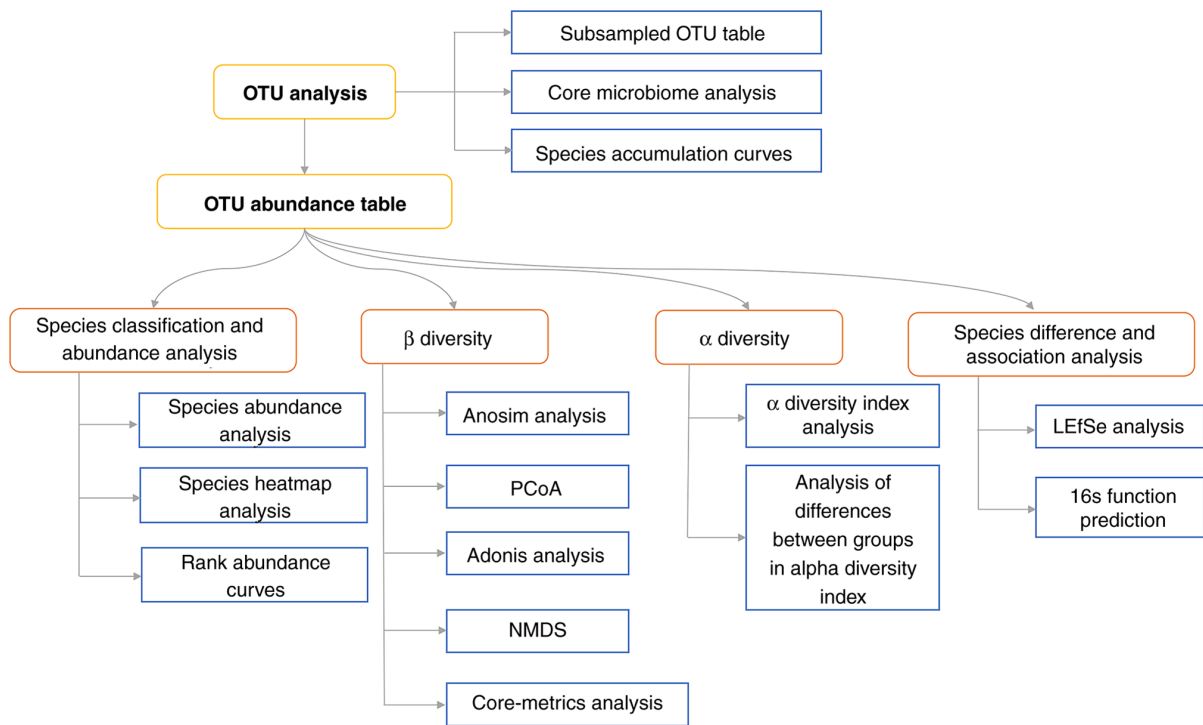 Subsampled OTU table
OTU analysis
Core microbiome analysis
Species accumulation curves
OTU abundance table
Species classification and
abundance analysis
β diversity
α diversity
Species difference and
association analysis
Species abundance
analysis
Species heatmap
analysis
Rank abundance
curves
Anosim analysis
PCoA
Adonis analysis
NMDS
Core-metrics analysis
α diversity index
analysis
Analysis of
differences
between groups
in alpha diversity
index
LEfSe analysis
16s function
prediction